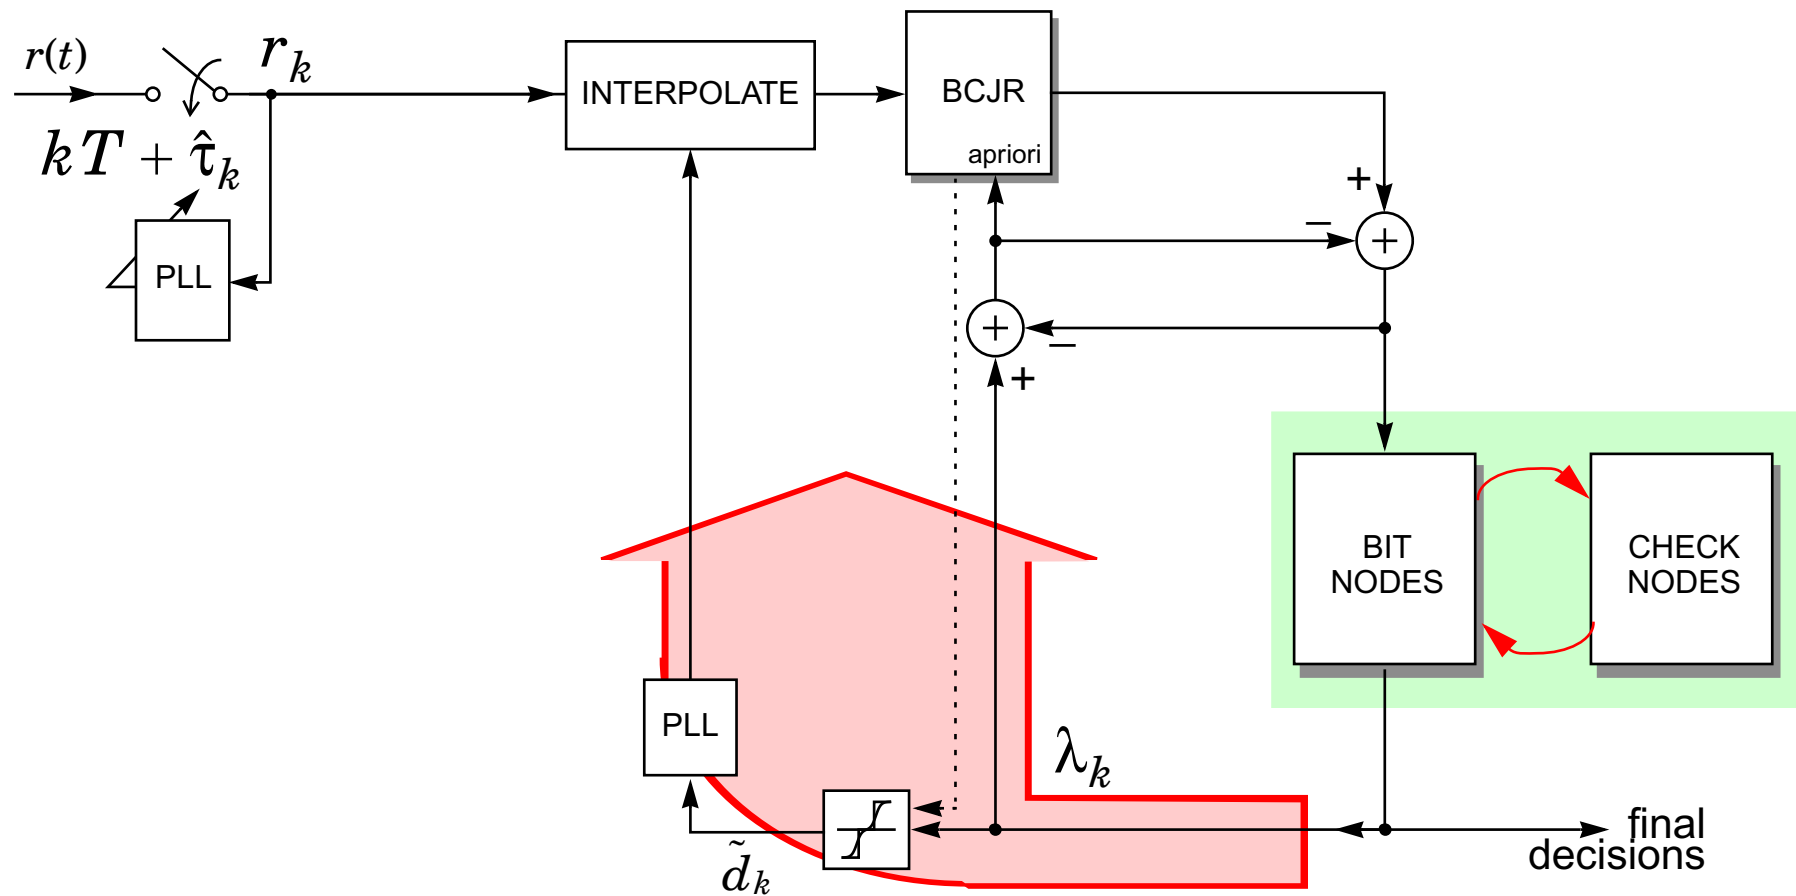 r(t)
r_k
INTERPOLATE
BCJR
apriori
kT + τ̂_k
PLL
+
−
+
−
+
+
BIT
NODES
CHECK
NODES
PLL
λ_k
d̃_k
final
decisions